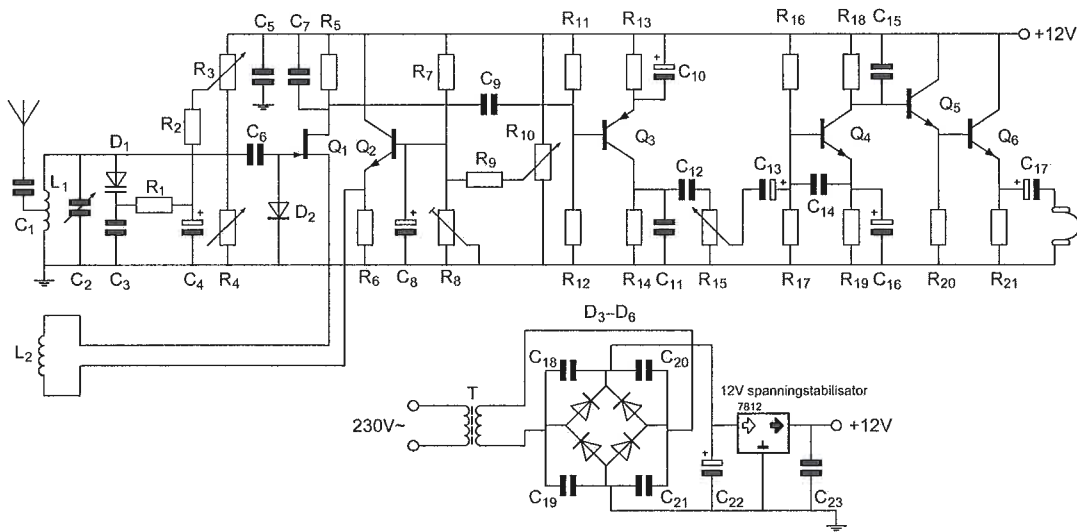 C5 C7 R5 R11 R13 R16 R18 C15
+12V
R3 R7 C9 C10
R2 C6 R10 Q5
D1 Q1 Q2 Q3 Q4 Q6
L1 R1 R9 C12 C13 C17
C1 D2 C14
C2 C3 C4 R4 R6 C8 R8 R12 R14 C11 R15 R17 R19 C16 R20 R21
L2
D3–D6
C18 C20
T
12V spanningstabilisator
7812
230V~
+12V
C19 C21 C22 C23